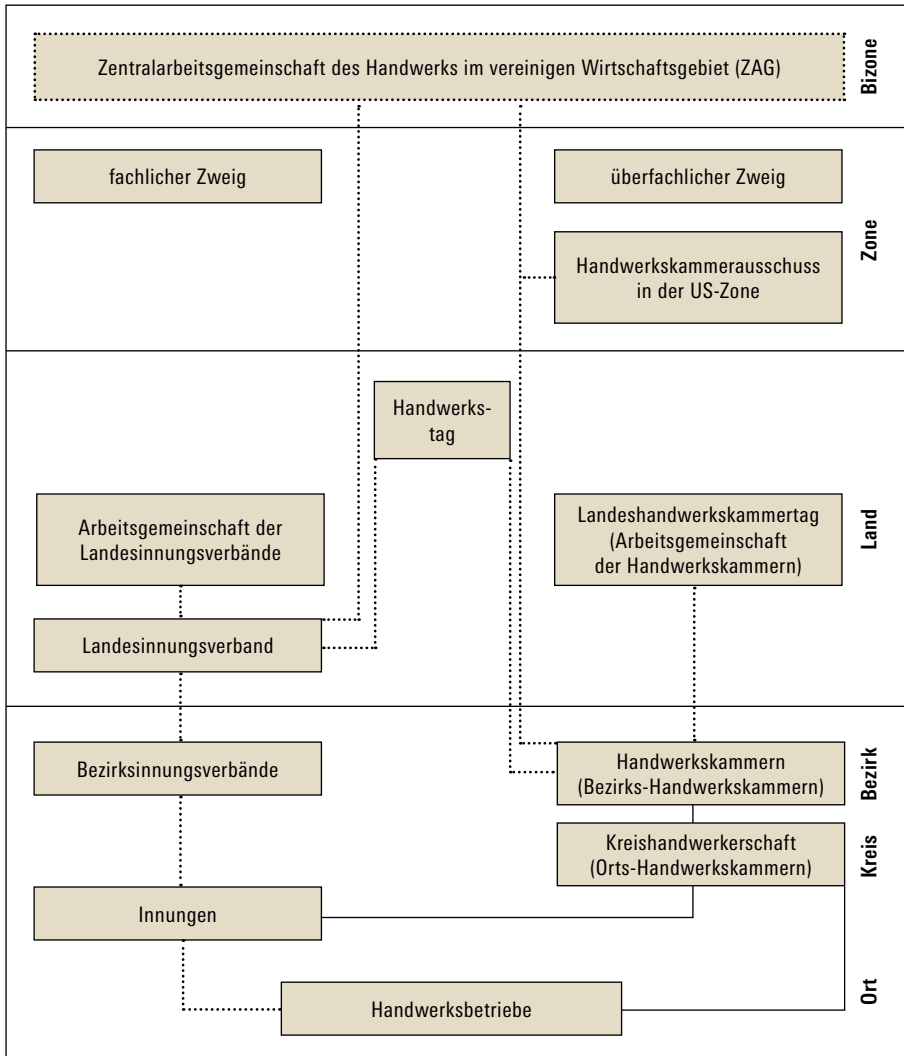 Zentralarbeitsgemeinschaft des Handwerks im vereinigen Wirtschaftsgebiet (ZAG)
Bizone
fachlicher Zweig
überfachlicher Zweig
Handwerkskammerausschuss
in der US-Zone
Zone
Handwerks-
tag
Arbeitsgemeinschaft der
Landesinnungsverbände
Landeshandwerkskammertag
(Arbeitsgemeinschaft
der Handwerkskammern)
Land
Landesinnungsverband
Bezirksinnungsverbände
Handwerkskammern
(Bezirks-Handwerkskammern)
Bezirk
Kreishandwerkerschaft
(Orts-Handwerkskammern)
Kreis
Innungen
Handwerksbetriebe
Ort